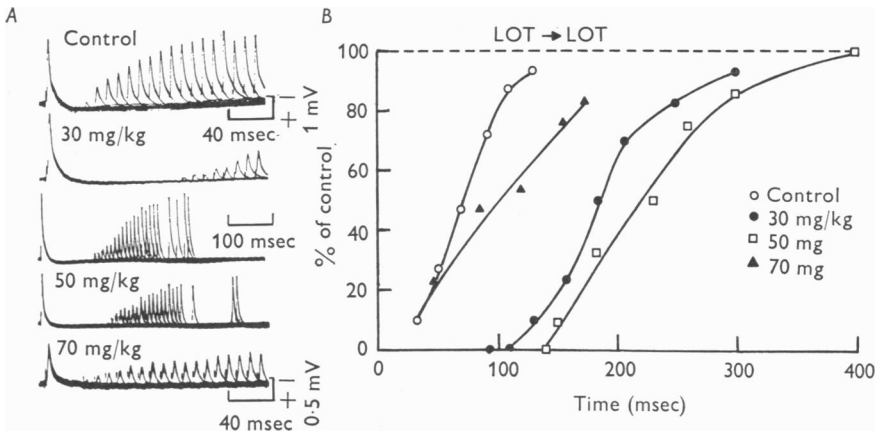 A
Control
40 msec
− + 1 mV
30 mg/kg
100 msec
50 mg/kg
70 mg/kg
40 msec
− + 0·5 mV
B
LOT → LOT
% of control
100
80
60
40
20
0
0
100
200
300
400
Time (msec)
Control
30 mg/kg
50 mg
70 mg